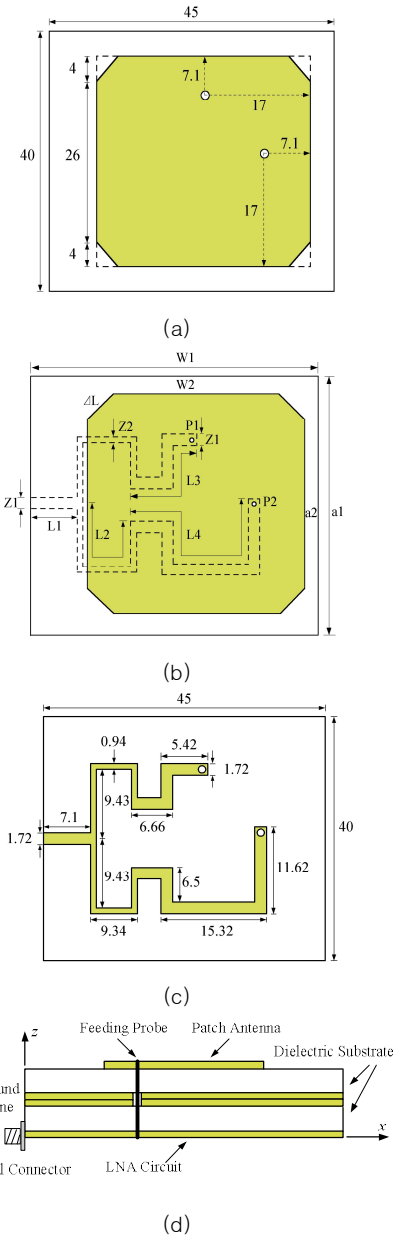 45
4
7.1
17
40
26
7.1
17
4
(a)
W1
W2
ΔL
Z2
P1
Z1
L3
Z1
P2
L1
L2
L4
a2
a1
(b)
45
0.94
5.42
1.72
7.1
9.43
6.66
1.72
40
9.43
6.5
11.62
9.34
15.32
(c)
z
Feeding Probe
Patch Antenna
Dielectric Substrate
x
Connector
LNA Circuit
(d)